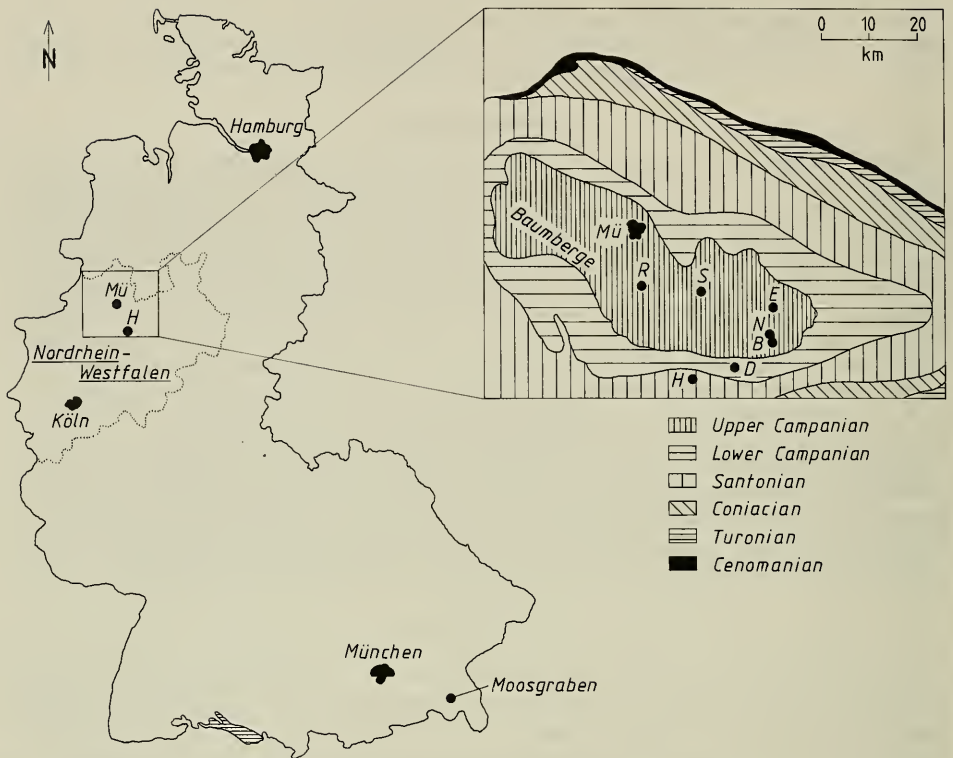 N
Hamburg
Mü
H
Nordrhein-
Westfalen
Köln
München
Moosgraben
0 10 20
km
Baumberge
Mü
R
S
E
N
B
D
H
Upper Campanian
Lower Campanian
Santonian
Coniacian
Turonian
Cenomanian